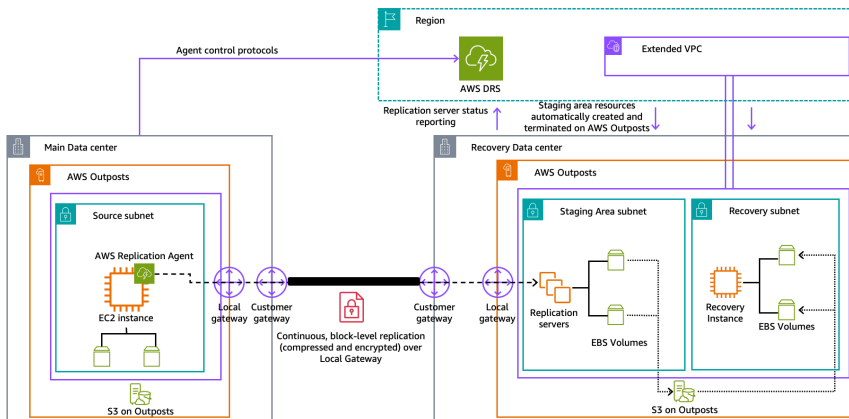 Region
Extended VPC
Agent control protocols
AWS DRS
Replication server status
reporting
Staging area resources
automatically created and
terminated on AWS Outposts
Main Data center
Recovery Data center
AWS Outposts
AWS Outposts
Source subnet
Staging Area subnet
Recovery subnet
AWS Replication Agent
EC2 instance
Local
gateway
Customer
gateway
Continuous, block-level replication
(compressed and encrypted) over
Local Gateway
Customer
gateway
Local
gateway
Replication
servers
EBS Volumes
Recovery
Instance
EBS Volumes
S3 on Outposts
S3 on Outposts